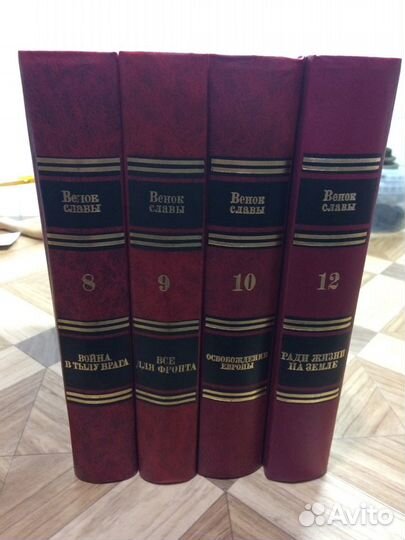 Венок
славы
8
ВОЙНА
В ТЫЛУ ВРАГА
Венок
славы
9
ВСЕ
ДЛЯ ФРОНТА
Венок
славы
10
ОСВОБОЖДЕНИЕ
ЕВРОПЫ
Венок
славы
12
РАДИ ЖИЗНИ
НА ЗЕМЛЕ
Avito